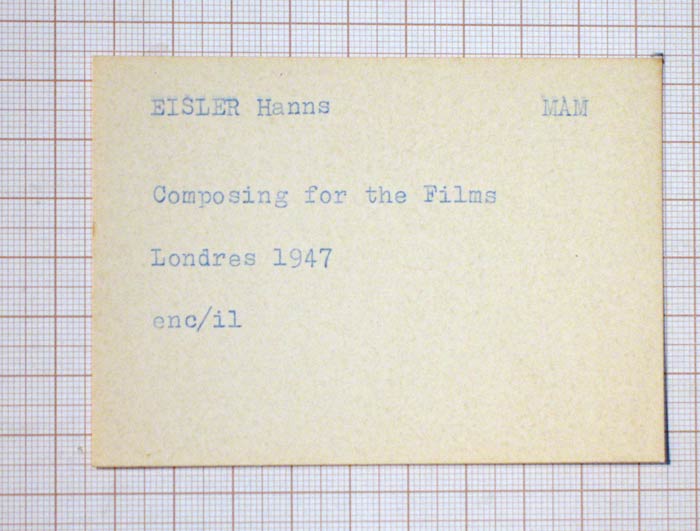 EISLER Hanns MAM
Composing for the Films
Londres 1947
enc/il